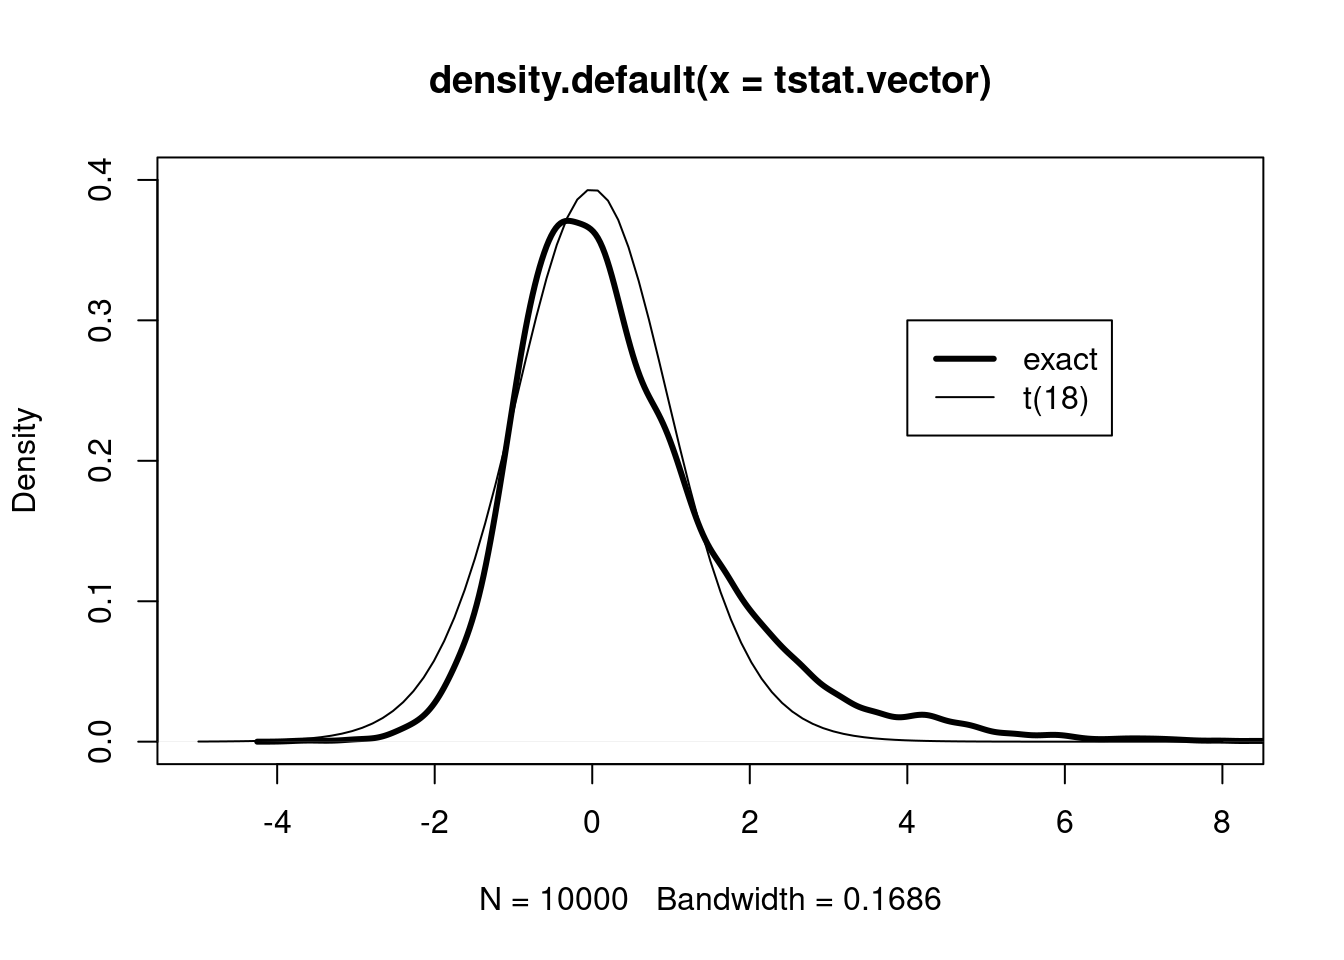 density.default(x = tstat.vector)
Density
0.4
0.3
0.2
0.1
0.0
exact
t(18)
-4 -2 0 2 4 6 8
N = 10000 Bandwidth = 0.1686